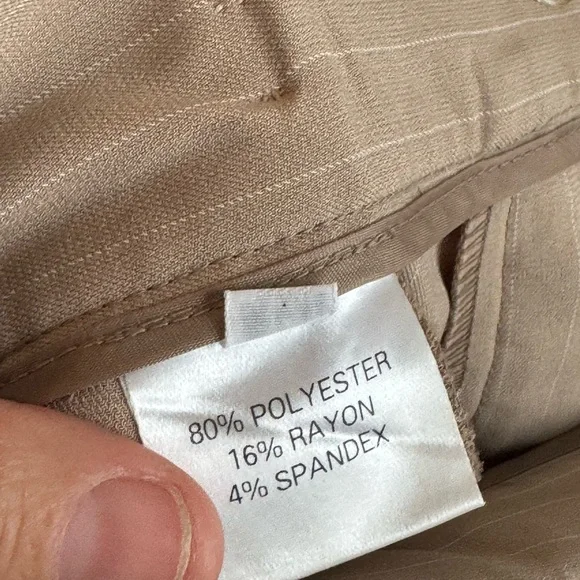 80% POLYESTER
16% RAYON
4% SPANDEX